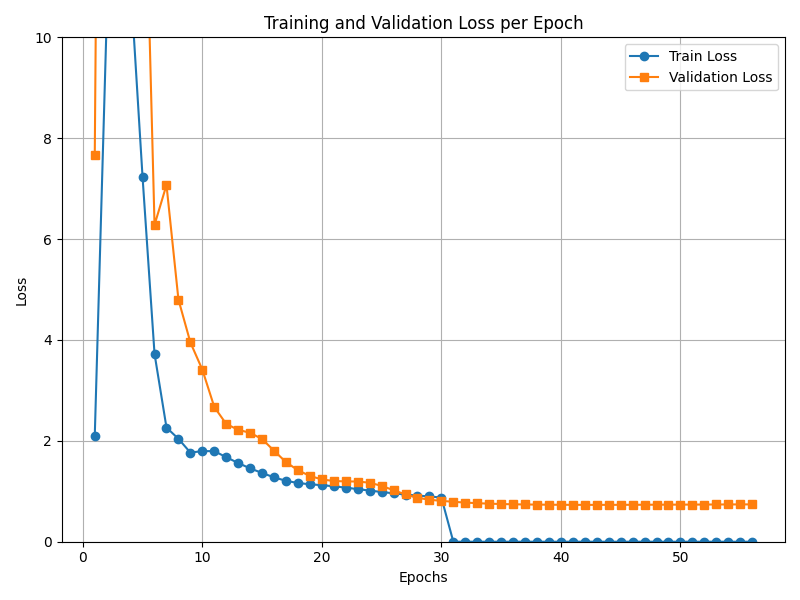 Training and Validation Loss per Epoch
Train Loss
Validation Loss
10
8
6
4
2
0
Loss
0 10 20 30 40 50
Epochs